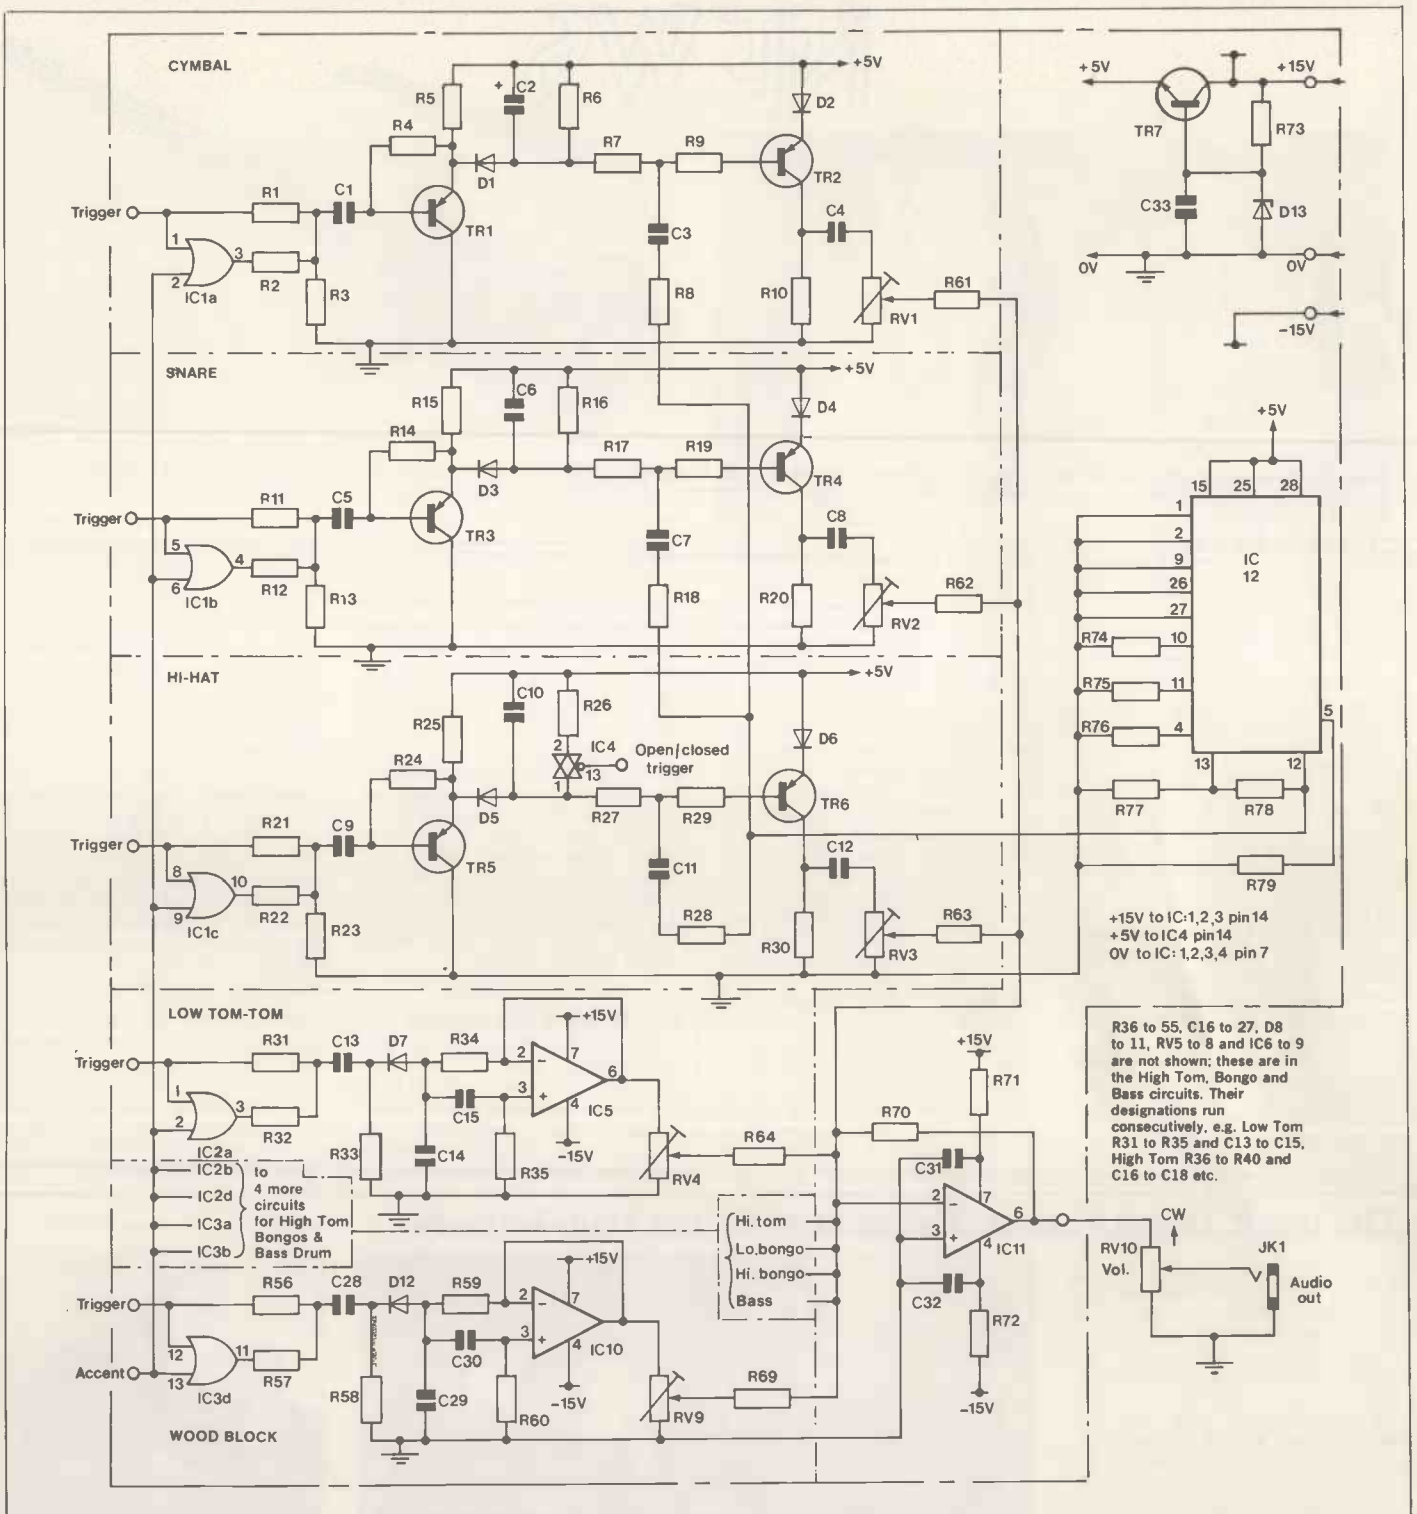 CYMBAL
+5V
R5
C2
+
R6
D2
R4
R7
R9
D1
TR2
Trigger
R1
C1
TR1
C4
1
2
3
R2
IC1a
R3
C3
R8
R10
RV1
R61
+5V
TR7
+15V
R73
C33
D13
0V
0V
-15V
SNARE
+5V
R15
C6
R16
D4
R14
R17
R19
D3
TR4
Trigger
R11
C5
TR3
C8
5
6
4
R12
IC1b
R13
C7
R18
R20
RV2
R62
+5V
15
25
28
1
2
9
26
27
IC
12
R74
10
R75
11
R76
4
5
13
12
R77
R78
R79
HI-HAT
+5V
R25
C10
R26
D6
2
IC4
13
1
Open/closed
trigger
R24
D5
R27
R29
TR6
Trigger
R21
C9
TR5
C12
8
9
10
R22
IC1c
R23
C11
R28
R30
RV3
R63
+15V to IC:1,2,3 pin 14
+5V to IC4 pin 14
0V to IC: 1,2,3,4 pin 7
LOW TOM-TOM
Trigger
R31
C13
D7
R34
+15V
2
-
7
6
3
+
4
IC5
-15V
1
2
3
R32
IC2a
R33
C15
C14
R35
RV4
R64
IC2b
IC2d
IC3a
IC3b
to
4 more
circuits
for High Tom
Bongos &
Bass Drum
Hi. tom
Lo. bongo
Hi. bongo
Bass
+15V
R71
R70
C31
2
-
7
6
3
+
4
IC11
C32
R72
-15V
R36 to 55, C16 to 27, D8
to 11, RV5 to 8 and IC6 to 9
are not shown; these are in
the High Tom, Bongo and
Bass circuits. Their
designations run
consecutively, e.g. Low Tom
R31 to R35 and C13 to C15,
High Tom R36 to R40 and
C16 to C18 etc.
CW
RV10
Vol.
JK1
Audio
out
Trigger
R56
C28
D12
R59
+15V
2
-
7
6
3
+
4
IC10
-15V
Accent
12
13
11
R57
IC3d
R58
C30
C29
R60
RV9
R69
WOOD BLOCK